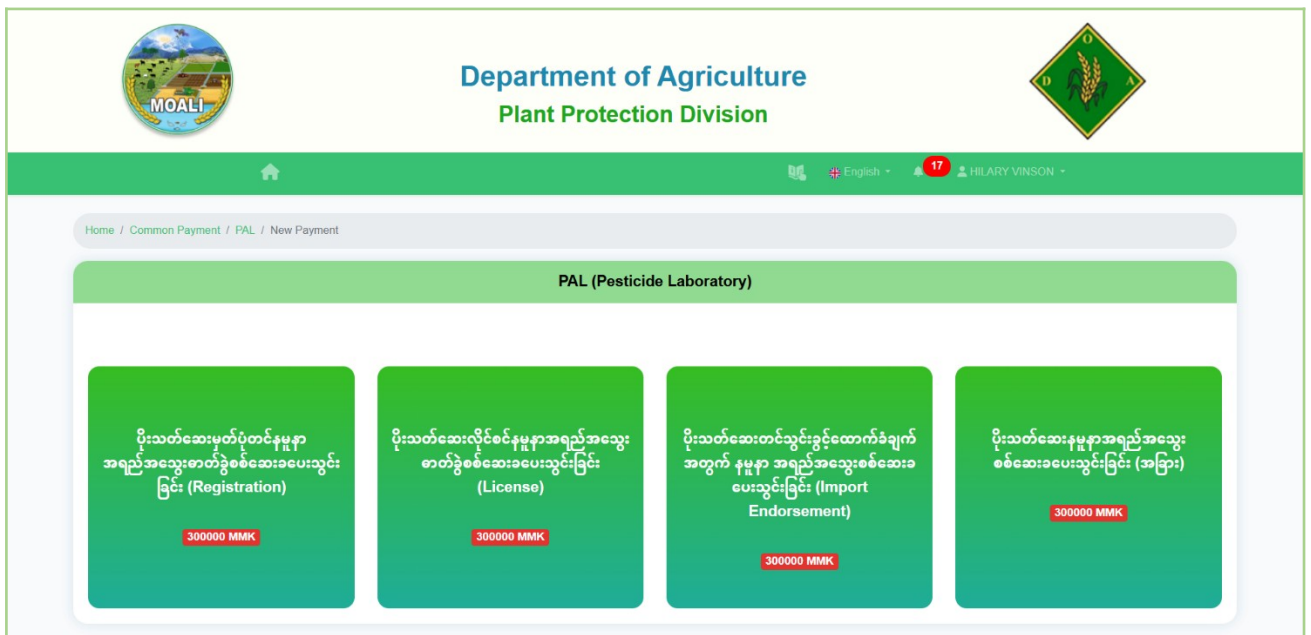 MOALI
Department of Agriculture
Plant Protection Division
O
D
A
English
17
HILARY VINSON
Home / Common Payment / PAL / New Payment
PAL (Pesticide Laboratory)
ပိုးသတ်ဆေးမှတ်ပုံတင်နမူနာ
အရည်အသွေးဓာတ်ခွဲစစ်ဆေးခပေးသွင်း
ခြင်း (Registration)
300000 MMK
ပိုးသတ်ဆေးလိုင်စင်နမူနာအရည်အသွေး
ဓာတ်ခွဲစစ်ဆေးခပေးသွင်းခြင်း
(License)
300000 MMK
ပိုးသတ်ဆေးတင်သွင်းခွင့်ထောက်ခံချက်
အတွက် နမူနာ အရည်အသွေးစစ်ဆေးခ
ပေးသွင်းခြင်း (Import
Endorsement)
300000 MMK
ပိုးသတ်ဆေးနမူနာအရည်အသွေး
စစ်ဆေးခပေးသွင်းခြင်း (အခြား)
300000 MMK